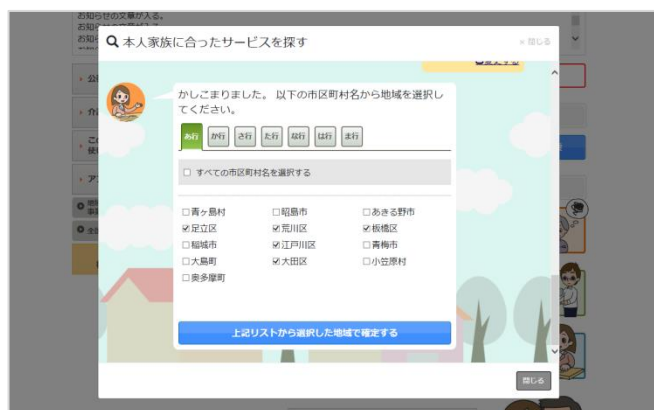 お知らせの文章が入る。
本人家族に合ったサービスを探す
× 閉じる
変更する
かしこまりました。 以下の市区町村名から地域を選択し
てください。
あ行 か行 さ行 た行 な行 は行 ま行
すべての市区町村名を選択する
青ヶ島村 昭島市 あきる野市
足立区 荒川区 板橋区
稲城市 江戸川区 青梅市
大島町 大田区 小笠原村
奥多摩町
上記リストから選択した地域で確定する
閉じる